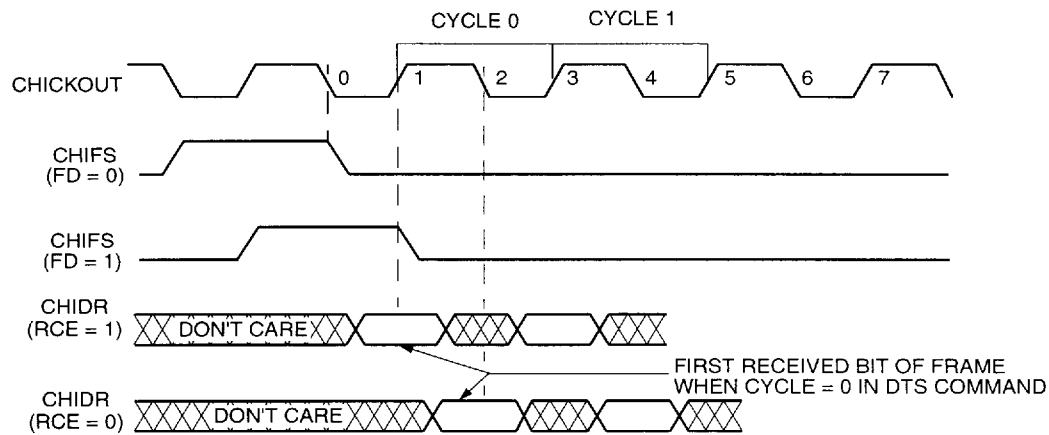 CYCLE 0 CYCLE 1
CHICKOUT 0 1 2 3 4 5 6 7
CHIFS
(FD = 0)
CHIFS
(FD = 1)
CHIDR
(RCE = 1) DON'T CARE
FIRST RECEIVED BIT OF FRAME
WHEN CYCLE = 0 IN DTS COMMAND
CHIDR
(RCE = 0) DON'T CARE